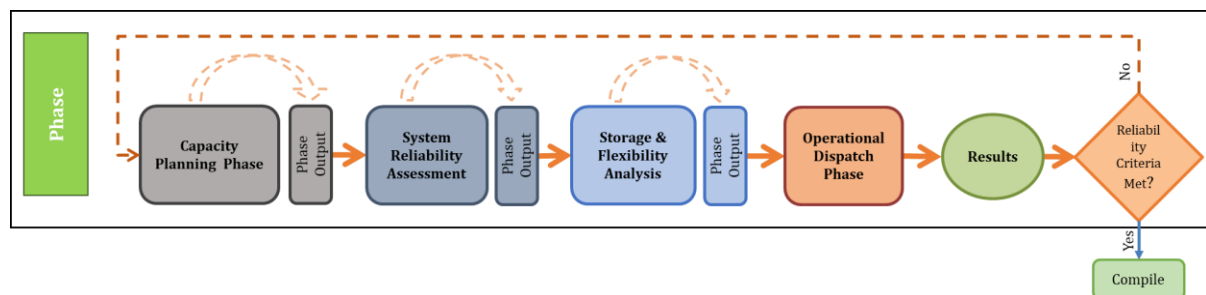 Phase
Capacity
Planning Phase
Phase
Output
System
Reliability
Assessment
Phase
Output
Storage &
Flexibility
Analysis
Phase
Output
Operational
Dispatch
Phase
Results
Reliabil
ity
Criteria
Met?
No
Yes
Compile